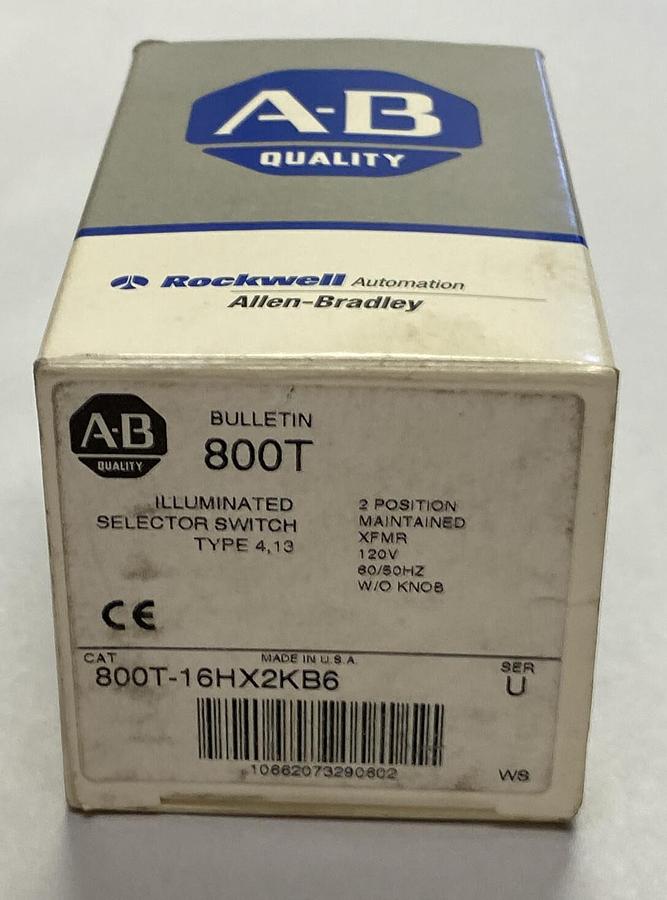 A-B
QUALITY
Rockwell Automation
Allen-Bradley
A-B
QUALITY
BULLETIN
800T
ILLUMINATED
SELECTOR SWITCH
TYPE 4,13
2 POSITION
MAINTAINED
XFMR
120V
60/50HZ
W/O KNOB
CE
CAT
MADE IN U.S.A.
SER
800T-16HX2KB6
U
10662073290602
WS